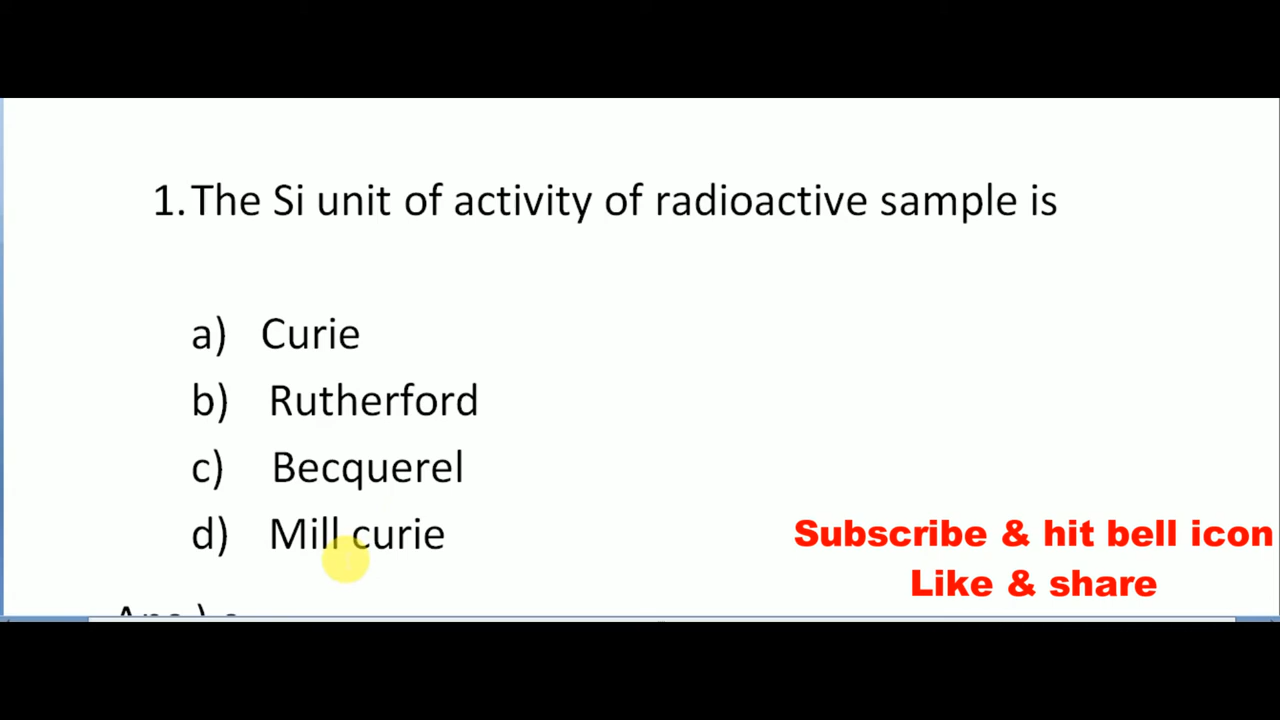 1. The Si unit of activity of radioactive sample is
a) Curie
b) Rutherford
c) Becquerel
d) Mill curie
Subscribe & hit bell icon
Like & share